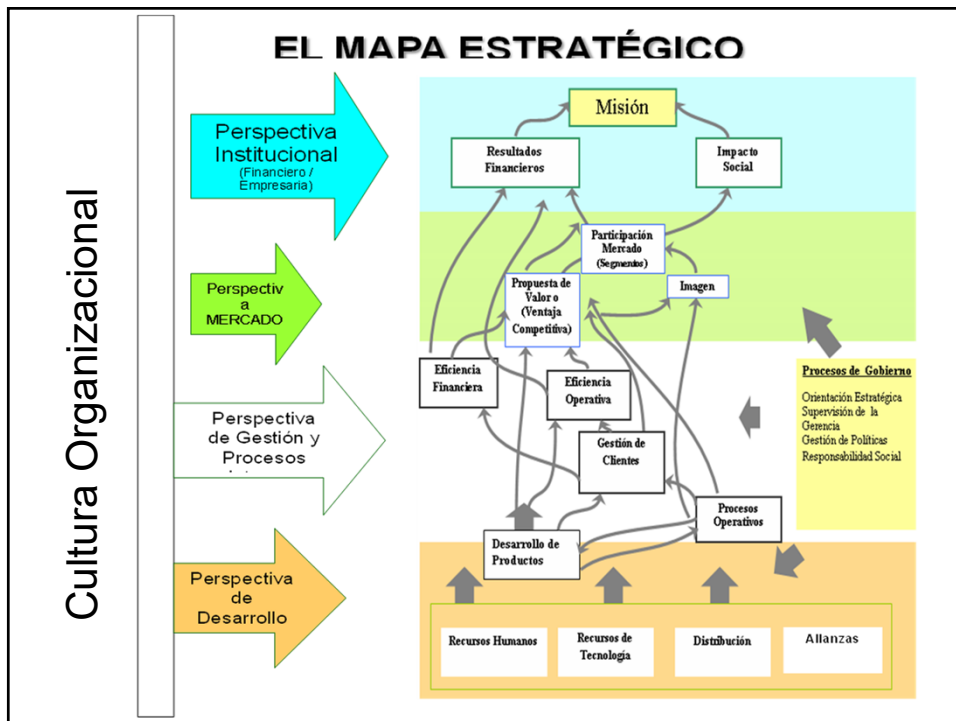 EL MAPA ESTRATÉGICO
Cultura Organizacional
Perspectiva
Institucional
(Financiero /
Empresaria)
Perspectiv
a
MERCADO
Perspectiva
de Gestión y
Procesos
Perspectiva
de
Desarrollo
Misión
Resultados
Financieros
Impacto
Social
Participación
Mercado
(Segmentos)
Propuesta de
Valor o
(Ventaja
Competitiva)
Imagen
Eficiencia
Financiera
Eficiencia
Operativa
Gestión de
Clientes
Procesos
Operativos
Desarrollo de
Productos
Procesos de Gobierno
Orientación Estratégica
Supervisión de la
Gerencia
Gestión de Políticas
Responsabilidad Social
Recursos Humanos
Recursos de
Tecnología
Distribución
Alianzas